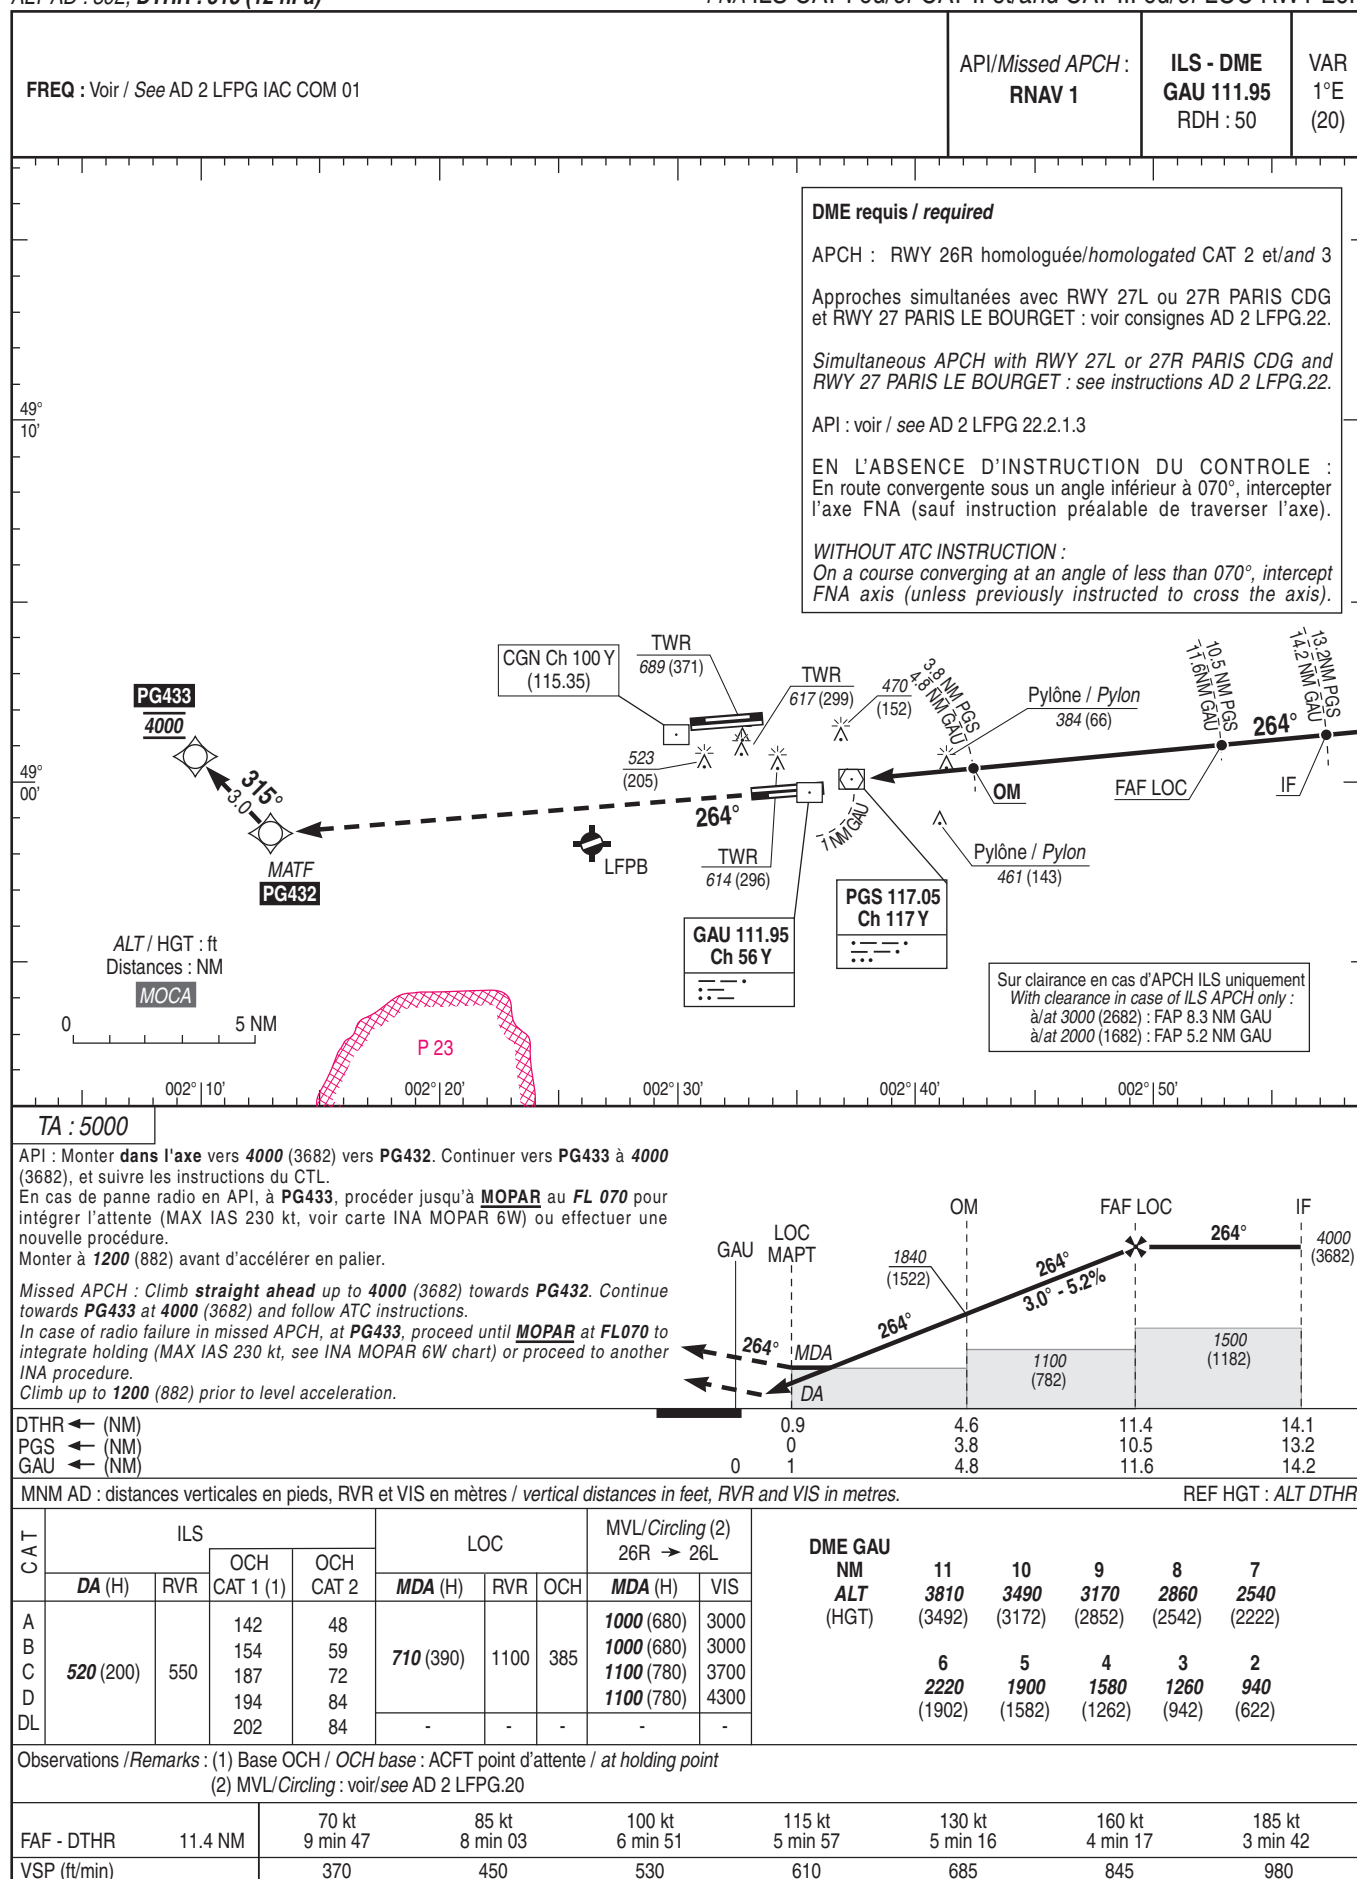 FREQ : Voir / See AD 2 LFPG IAC COM 01
API/Missed APCH :
RNAV 1
ILS - DME
GAU 111.95
RDH : 50
VAR
1°E
(20)
DME requis / required
APCH : RWY 26R homologuée/homologated CAT 2 et/and 3
Approches simultanées avec RWY 27L ou 27R PARIS CDG
et RWY 27 PARIS LE BOURGET : voir consignes AD 2 LFPG.22.
Simultaneous APCH with RWY 27L or 27R PARIS CDG and
RWY 27 PARIS LE BOURGET : see instructions AD 2 LFPG.22.
API : voir / see AD 2 LFPG 22.2.1.3
EN L'ABSENCE D'INSTRUCTION DU CONTROLE :
En route convergente sous un angle inférieur à 070°, intercepter
l'axe FNA (sauf instruction préalable de traverser l'axe).
WITHOUT ATC INSTRUCTION :
On a course converging at an angle of less than 070°, intercept
FNA axis (unless previously instructed to cross the axis).
49°
10'
PG433
4000
315°
3.0
CGN Ch 100 Y
(115.35)
TWR
689 (371)
TWR
617 (299)
470
(152)
3.8 NM PGS
4.8 NM GAU
Pylône / Pylon
384 (66)
10.5 NM PGS
11.6NM GAU
264°
13.2NM PGS
14.2 NM GAU
523
(205)
49°
00'
264°
1 NM GAU
OM
FAF LOC
IF
MATF
PG432
LFPB
TWR
614 (296)
Pylône / Pylon
461 (143)
PGS 117.05
Ch 117 Y
GAU 111.95
Ch 56 Y
ALT / HGT : ft
Distances : NM
MOCA
0 5 NM
P 23
Sur clairance en cas d'APCH ILS uniquement
With clearance in case of ILS APCH only :
à/at 3000 (2682) : FAP 8.3 NM GAU
à/at 2000 (1682) : FAP 5.2 NM GAU
002° 10' 002° 20' 002° 30' 002° 40' 002° 50'
TA : 5000
API : Monter dans l'axe vers 4000 (3682) vers PG432. Continuer vers PG433 à 4000
(3682), et suivre les instructions du CTL.
En cas de panne radio en API, à PG433, procéder jusqu'à MOPAR au FL 070 pour
intégrer l'attente (MAX IAS 230 kt, voir carte INA MOPAR 6W) ou effectuer une
nouvelle procédure.
Monter à 1200 (882) avant d'accélérer en palier.
Missed APCH : Climb straight ahead up to 4000 (3682) towards PG432. Continue
towards PG433 at 4000 (3682) and follow ATC instructions.
In case of radio failure in missed APCH, at PG433, proceed until MOPAR at FL070 to
integrate holding (MAX IAS 230 kt, see INA MOPAR 6W chart) or proceed to another
INA procedure.
Climb up to 1200 (882) prior to level acceleration.
GAU
LOC
MAPT
OM
FAF LOC
IF
1840
(1522)
264°
264°
3.0° - 5.2%
264°
4000
(3682)
264°
MDA
DA
1100
(782)
1500
(1182)
DTHR (NM) 0.9 4.6 11.4 14.1
PGS (NM) 0 3.8 10.5 13.2
GAU (NM) 0 1 4.8 11.6 14.2
MNM AD : distances verticales en pieds, RVR et VIS en mètres / vertical distances in feet, RVR and VIS in metres. REF HGT : ALT DTHR
CAT
ILS
LOC
MVL/Circling (2)
26R → 26L
DA (H) RVR OCH CAT 1 (1) OCH CAT 2 MDA (H) RVR OCH MDA (H) VIS
A 142 48 1000 (680) 3000
B 154 59 1000 (680) 3000
C 520 (200) 550 187 72 710 (390) 1100 385 1100 (780) 3700
D 194 84 1100 (780) 4300
DL 202 84 - - - - -
DME GAU
NM 11 10 9 8 7
ALT 3810 3490 3170 2860 2540
(HGT) (3492) (3172) (2852) (2542) (2222)
6 5 4 3 2
2220 1900 1580 1260 940
(1902) (1582) (1262) (942) (622)
Observations /Remarks : (1) Base OCH / OCH base : ACFT point d'attente / at holding point
(2) MVL/Circling : voir/see AD 2 LFPG.20
70 kt 85 kt 100 kt 115 kt 130 kt 160 kt 185 kt
FAF - DTHR 11.4 NM 9 min 47 8 min 03 6 min 51 5 min 57 5 min 16 4 min 17 3 min 42
VSP (ft/min) 370 450 530 610 685 845 980